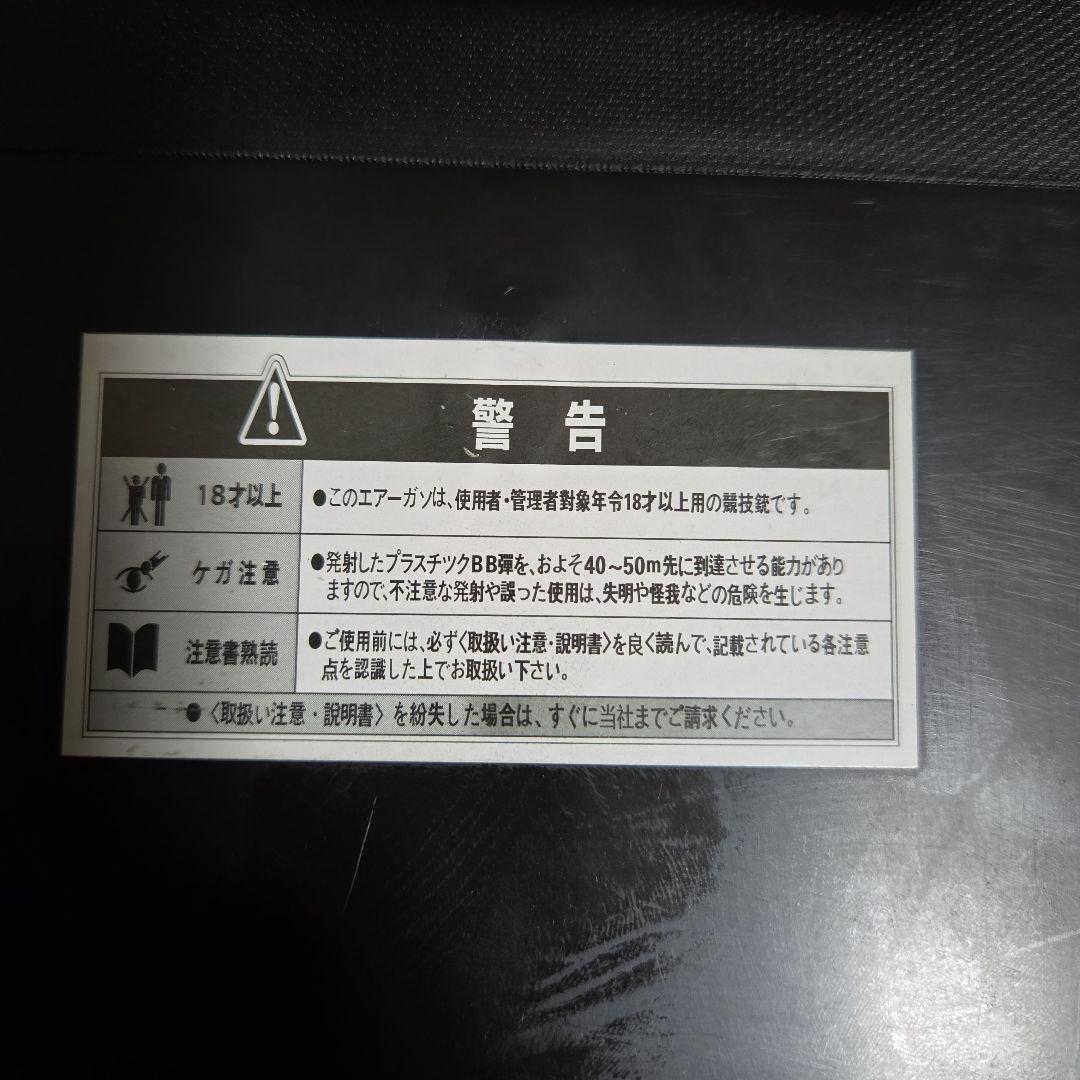 警告
18才以上
●このエアーガソは、使用者・管理者對象年令18才以上用の競技銃です。
ケガ注意
●発射したプラスチツクBB彈を、およそ40～50m先に到達させる能力があり
ますので、不注意な発射や誤った使用は、失明や怪我などの危険を生じます。
注意書熟読
●ご使用前には、必ず〈取扱い注意・説明書〉を良く読んで、記載されている各注意
点を認識した上でお取扱い下さい。
●〈取扱い注意・説明書〉を紛失した場合は、すぐに当社までご請求ください。